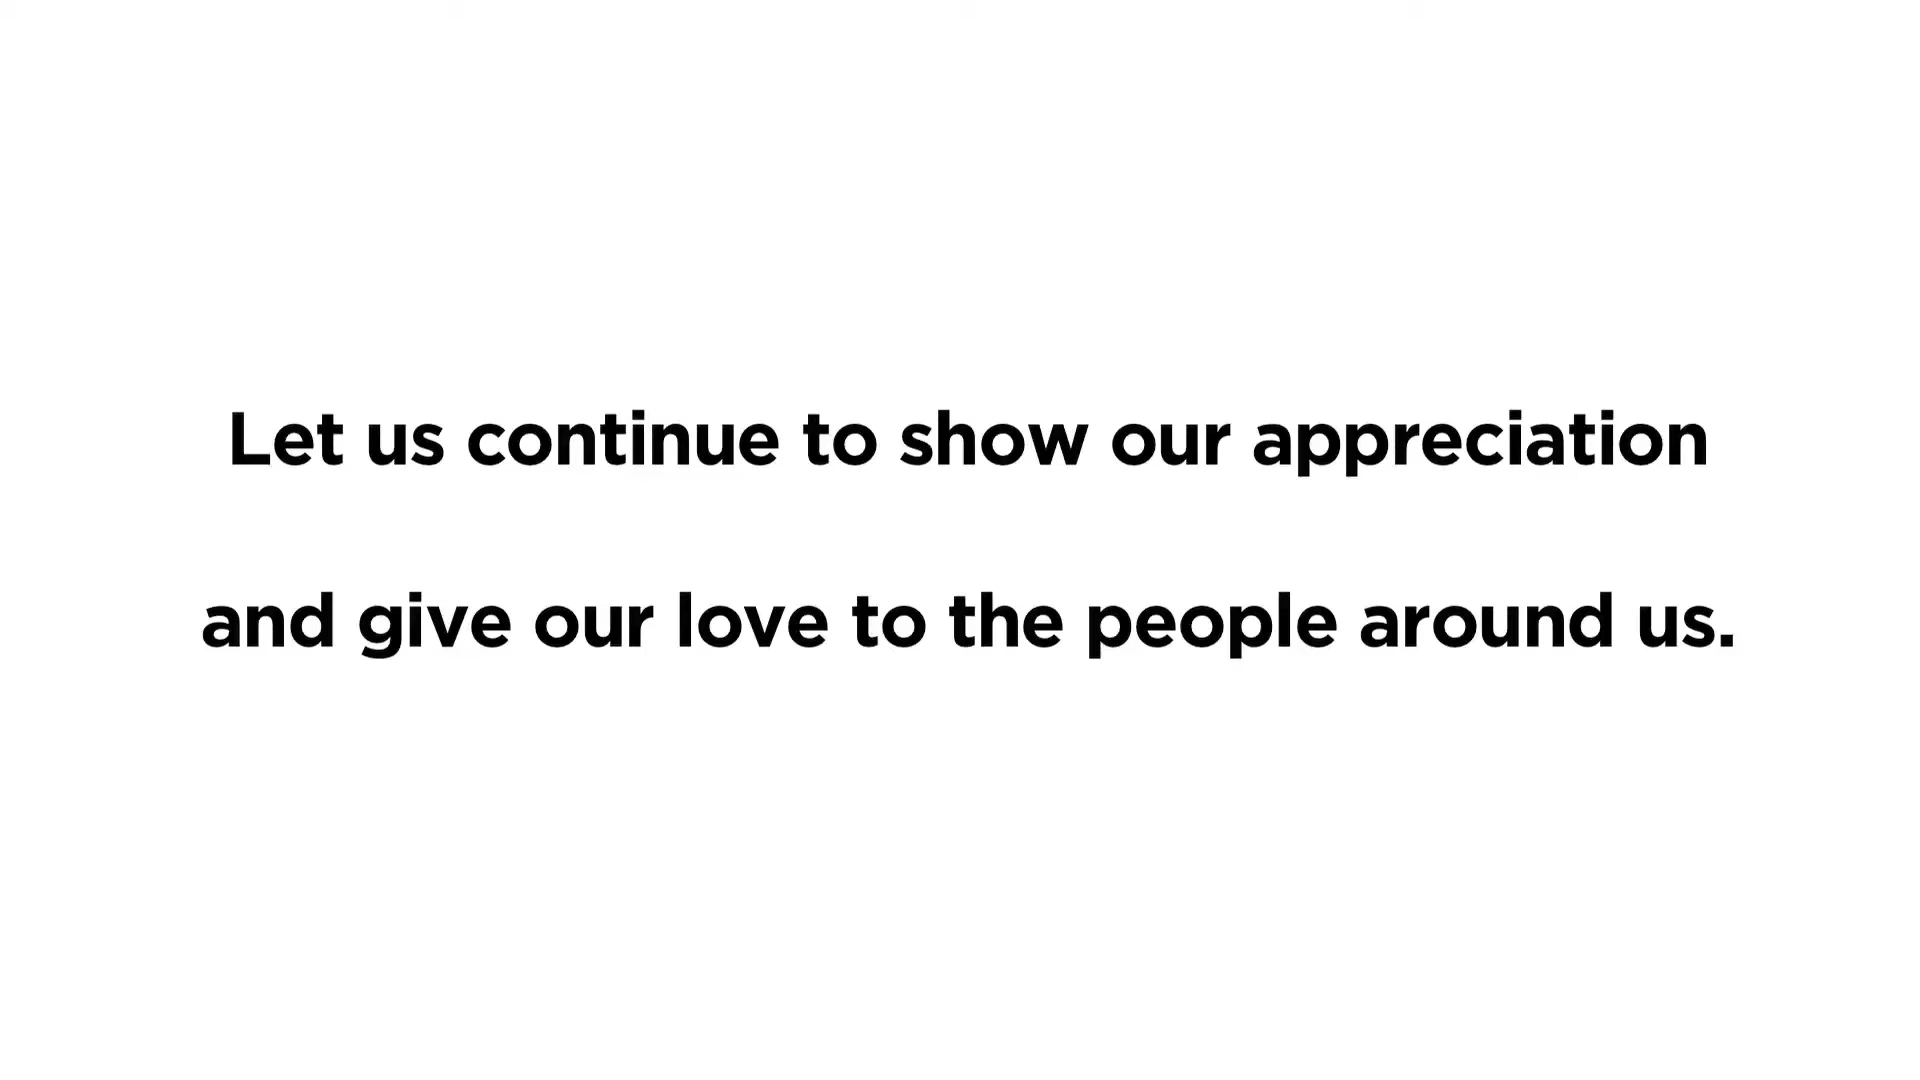 Let us continue to show our appreciation
and give our love to the people around us.